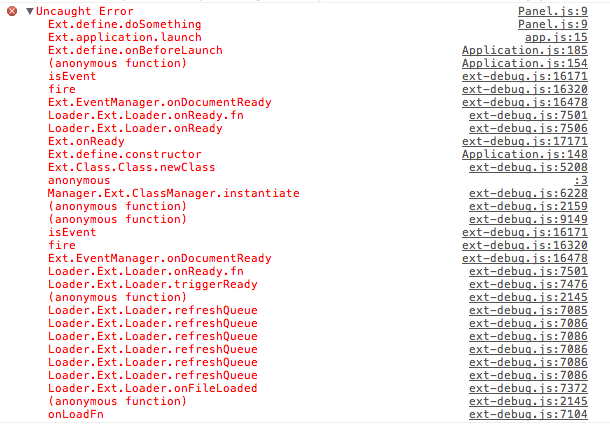 Uncaught Error Panel.js:9
Ext.define.doSomething Panel.js:9
Ext.application.launch app.js:15
Ext.define.onBeforeLaunch Application.js:185
(anonymous function) Application.js:154
isEvent ext-debug.js:16171
fire ext-debug.js:16320
Ext.EventManager.onDocumentReady ext-debug.js:16478
Loader.Ext.Loader.onReady.fn ext-debug.js:7501
Loader.Ext.Loader.onReady ext-debug.js:7506
Ext.onReady ext-debug.js:17171
Ext.define.constructor Application.js:148
Ext.Class.Class.newClass ext-debug.js:5208
anonymous :3
Manager.Ext.ClassManager.instantiate ext-debug.js:6228
(anonymous function) ext-debug.js:2159
(anonymous function) ext-debug.js:9149
isEvent ext-debug.js:16171
fire ext-debug.js:16320
Ext.EventManager.onDocumentReady ext-debug.js:16478
Loader.Ext.Loader.onReady.fn ext-debug.js:7501
Loader.Ext.Loader.triggerReady ext-debug.js:7476
(anonymous function) ext-debug.js:2145
Loader.Ext.Loader.refreshQueue ext-debug.js:7085
Loader.Ext.Loader.refreshQueue ext-debug.js:7086
Loader.Ext.Loader.refreshQueue ext-debug.js:7086
Loader.Ext.Loader.refreshQueue ext-debug.js:7086
Loader.Ext.Loader.refreshQueue ext-debug.js:7086
Loader.Ext.Loader.refreshQueue ext-debug.js:7086
Loader.Ext.Loader.onFileLoaded ext-debug.js:7372
(anonymous function) ext-debug.js:2145
onLoadFn ext-debug.js:7104